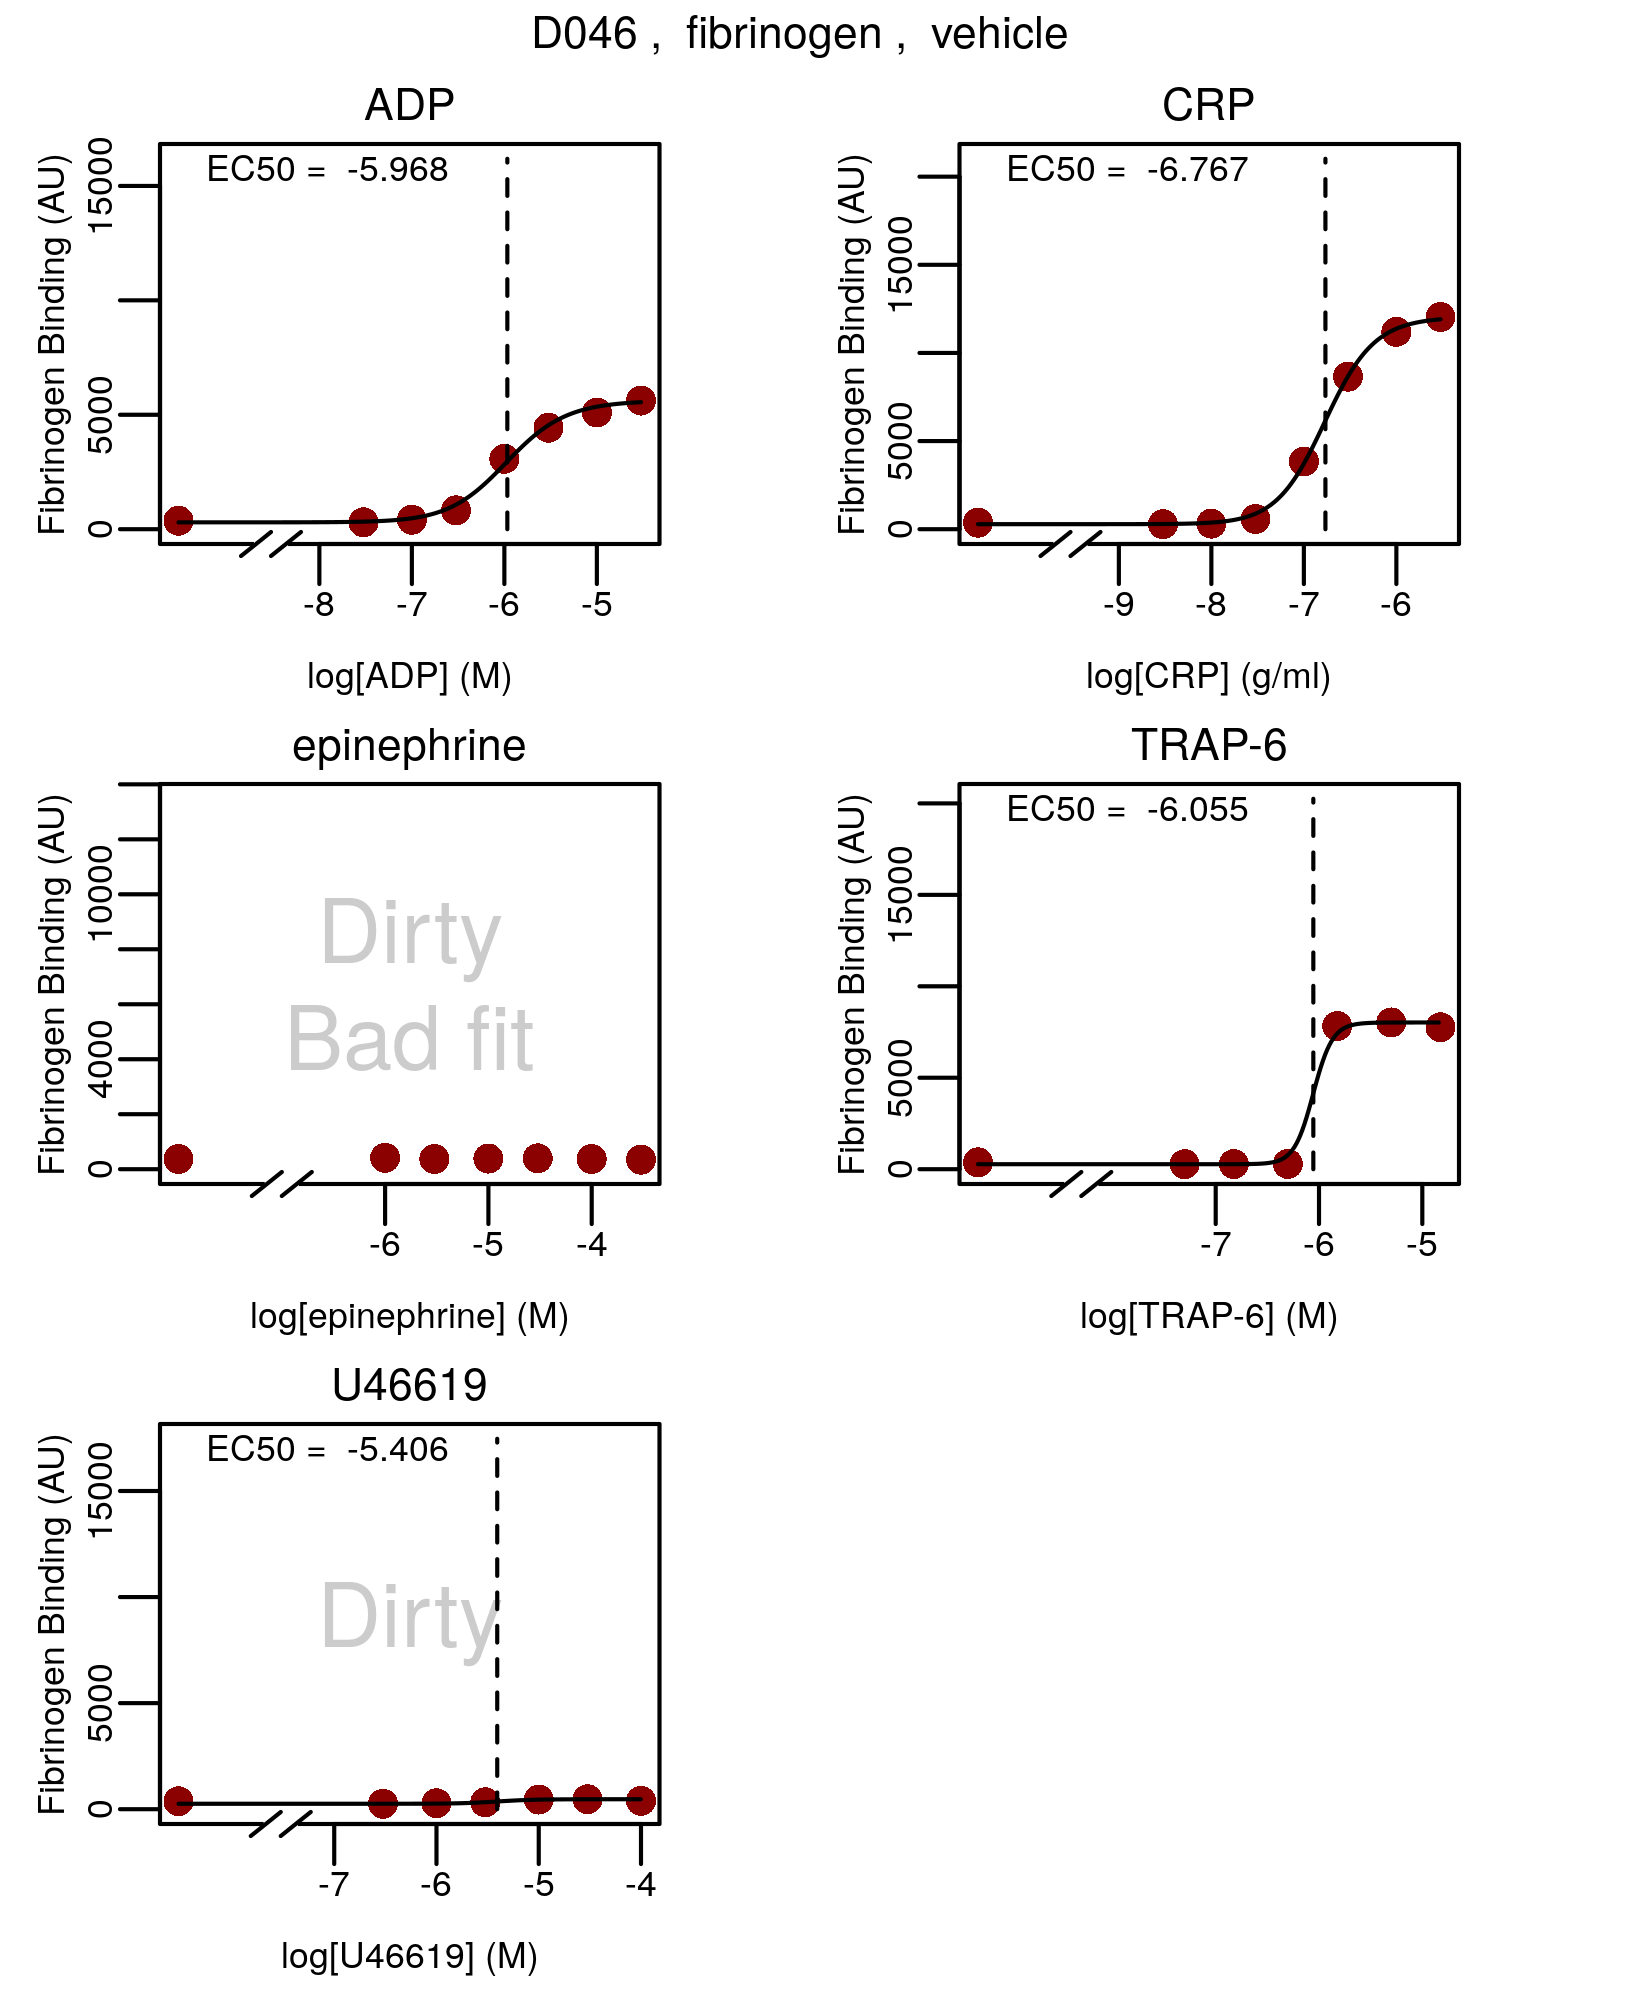 D046 , fibrinogen , vehicle
ADP
EC50 = -5.968
Fibrinogen Binding (AU)
0 5000 15000
-8 -7 -6 -5
log[ADP] (M)
CRP
EC50 = -6.767
Fibrinogen Binding (AU)
0 5000 15000
-9 -8 -7 -6
log[CRP] (g/ml)
epinephrine
Dirty
Bad fit
Fibrinogen Binding (AU)
0 4000 10000
-6 -5 -4
log[epinephrine] (M)
TRAP-6
EC50 = -6.055
Fibrinogen Binding (AU)
0 5000 15000
-7 -6 -5
log[TRAP-6] (M)
U46619
EC50 = -5.406
Dirty
Fibrinogen Binding (AU)
0 5000 15000
-7 -6 -5 -4
log[U46619] (M)